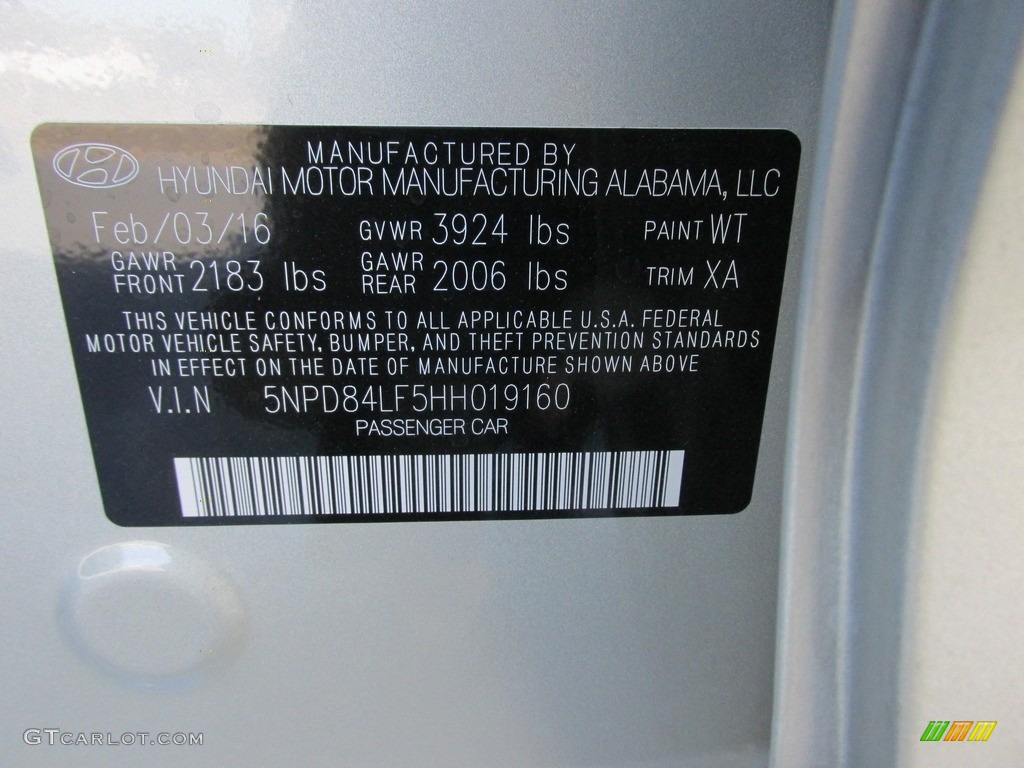 MANUFACTURED BY
HYUNDAI MOTOR MANUFACTURING ALABAMA, LLC
Feb/03/16 GVWR 3924 lbs PAINT WT
GAWR FRONT 2183 lbs GAWR REAR 2006 lbs TRIM XA
THIS VEHICLE CONFORMS TO ALL APPLICABLE U.S.A. FEDERAL
MOTOR VEHICLE SAFETY, BUMPER, AND THEFT PREVENTION STANDARDS
IN EFFECT ON THE DATE OF MANUFACTURE SHOWN ABOVE
V.I.N 5NPD84LF5HH019160
PASSENGER CAR
GTCARLOT.COM